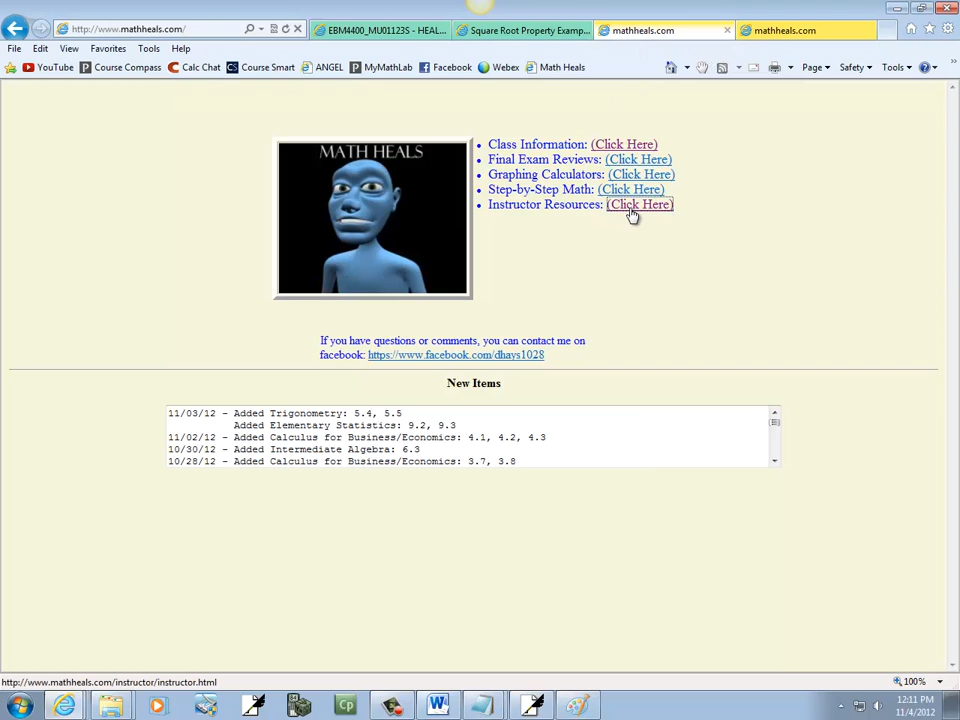 http://www.mathheals.com/
EBM4400_MU01123S - HEAL...
Square Root Property Examp...
mathheals.com
mathheals.com
File Edit View Favorites Tools Help
YouTube Course Compass Calc Chat Course Smart ANGEL MyMathLab Facebook Webex Math Heals
Page Safety Tools
MATH HEALS
• Class Information: (Click Here)
• Final Exam Reviews: (Click Here)
• Graphing Calculators: (Click Here)
• Step-by-Step Math: (Click Here)
• Instructor Resources: (Click Here)
If you have questions or comments, you can contact me on
facebook: https://www.facebook.com/dhays1028
New Items
11/03/12 - Added Trigonometry: 5.4, 5.5
Added Elementary Statistics: 9.2, 9.3
11/02/12 - Added Calculus for Business/Economics: 4.1, 4.2, 4.3
10/30/12 - Added Intermediate Algebra: 6.3
10/28/12 - Added Calculus for Business/Economics: 3.7, 3.8
http://www.mathheals.com/instructor/instructor.html
100%
Cp
12:11 PM
11/4/2012